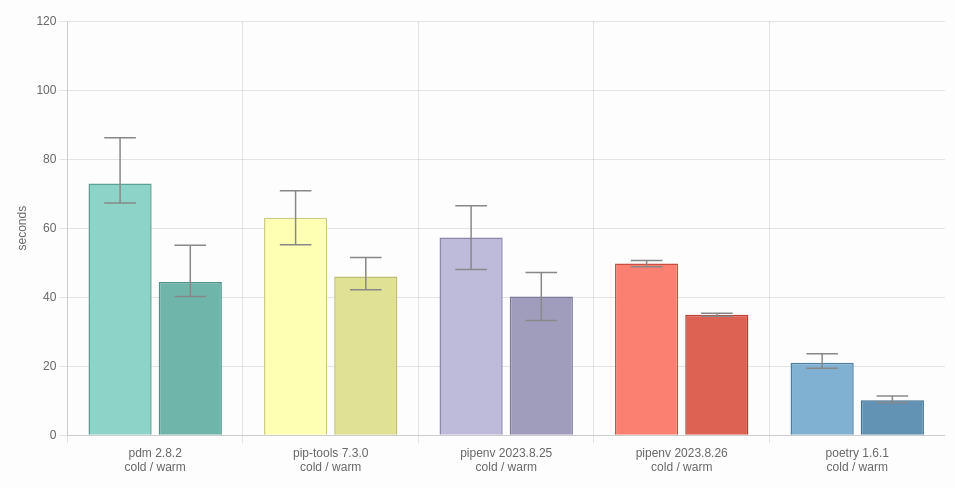 120
100
80
60
40
20
0
seconds
pdm 2.8.2
cold / warm
pip-tools 7.3.0
cold / warm
pipenv 2023.8.25
cold / warm
pipenv 2023.8.26
cold / warm
poetry 1.6.1
cold / warm